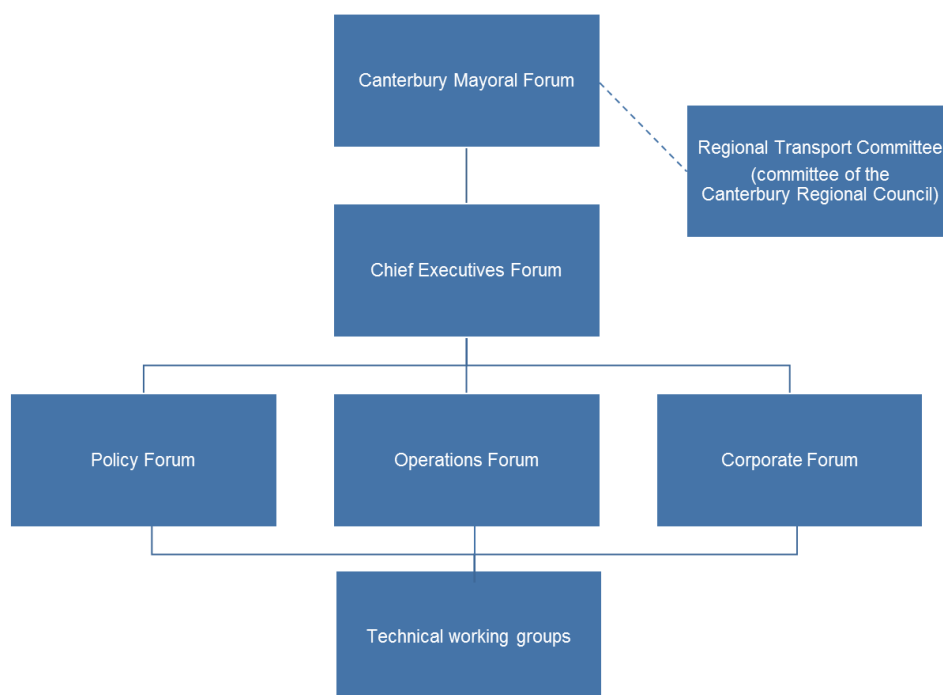 Canterbury Mayoral Forum
Regional Transport Committee
(committee of the
Canterbury Regional Council)
Chief Executives Forum
Policy Forum
Operations Forum
Corporate Forum
Technical working groups